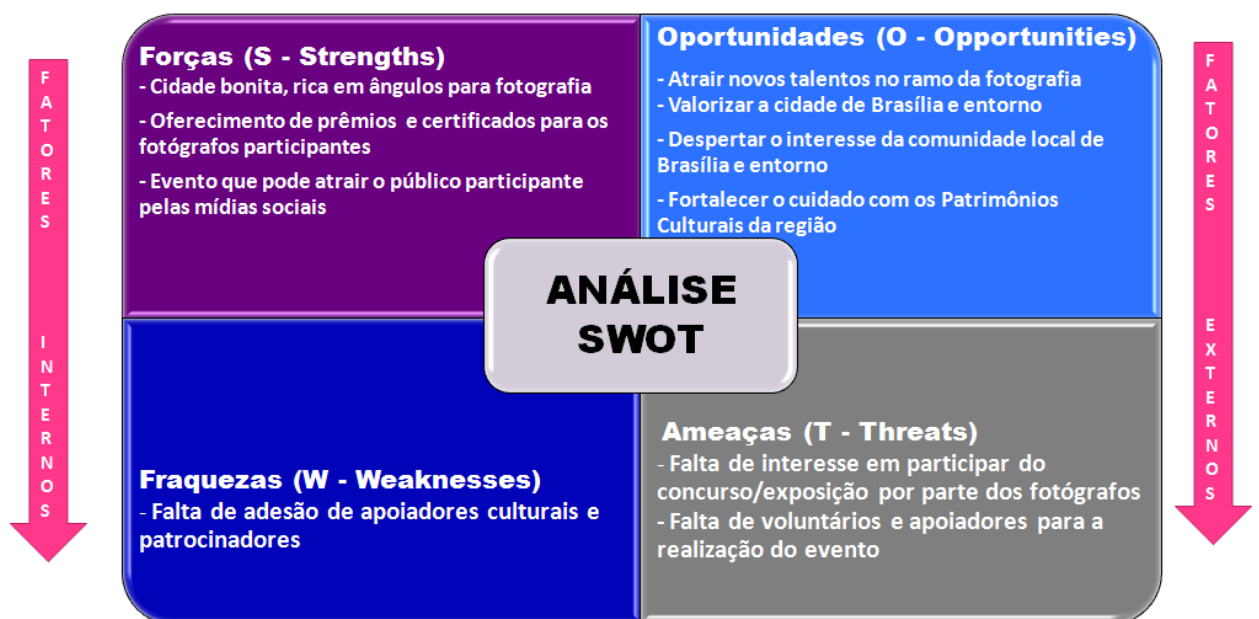 FATORES INTERNOS
Forças (S - Strengths)
- Cidade bonita, rica em ângulos para fotografia
- Oferecimento de prêmios e certificados para os
fotógrafos participantes
- Evento que pode atrair o público participante
pelas mídias sociais
Oportunidades (O - Opportunities)
- Atrair novos talentos no ramo da fotografia
- Valorizar a cidade de Brasília e entorno
- Despertar o interesse da comunidade local de
Brasília e entorno
- Fortalecer o cuidado com os Patrimônios
Culturais da região
ANÁLISE
SWOT
Fraquezas (W - Weaknesses)
- Falta de adesão de apoiadores culturais e
patrocinadores
Ameaças (T - Threats)
- Falta de interesse em participar do
concurso/exposição por parte dos fotógrafos
- Falta de voluntários e apoiadores para a
realização do evento
FATORES EXTERNOS